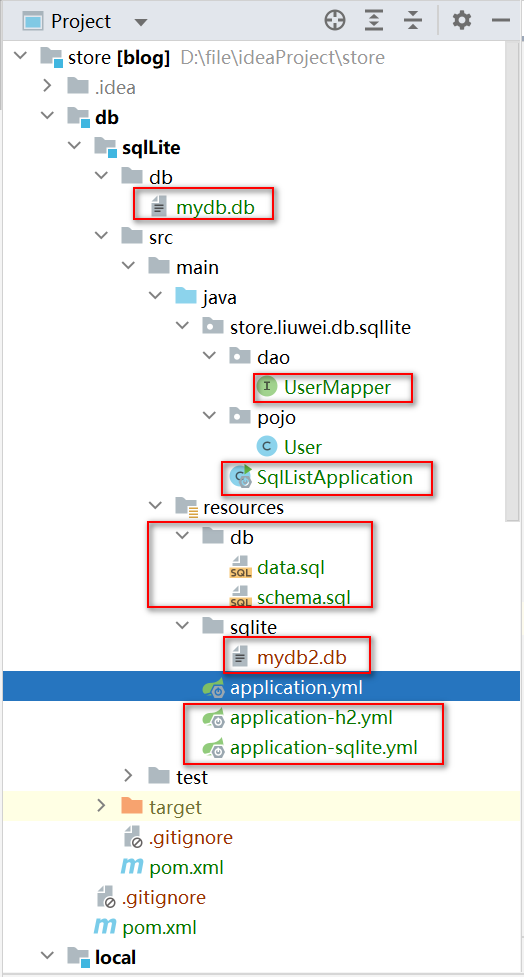 Project
store [blog] D:\file\ideaProject\store
.idea
db
sqlLite
db
mydb.db
src
main
java
store.liuwei.db.sqllite
dao
I UserMapper
pojo
C User
C SqlListApplication
resources
db
SQL data.sql
SQL schema.sql
sqlite
mydb2.db
application.yml
application-h2.yml
application-sqlite.yml
test
target
.gitignore
m pom.xml
.gitignore
m pom.xml
local